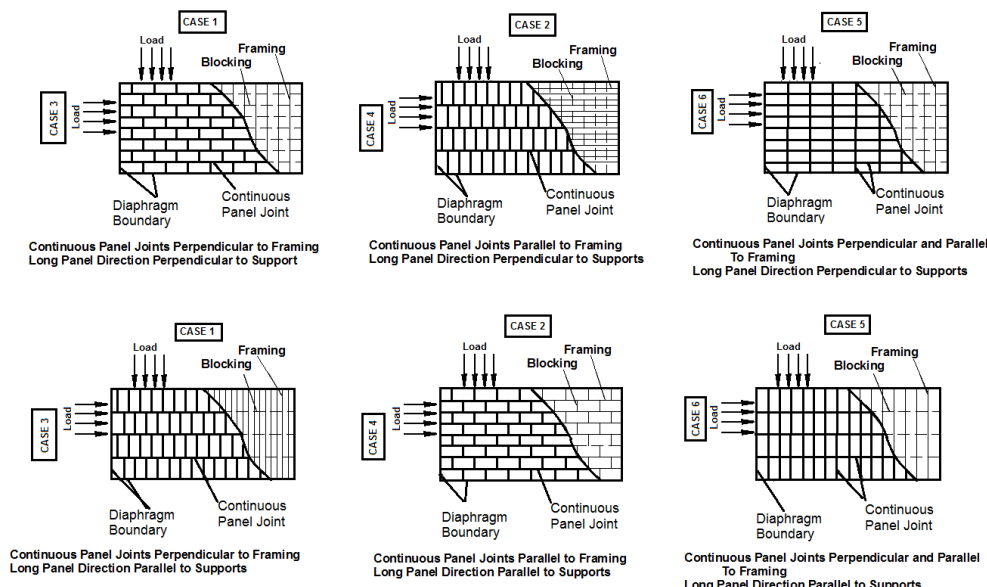 CASE 1
Load
Framing
Blocking
CASE 3
Load
Diaphragm
Boundary
Continuous
Panel Joint
Continuous Panel Joints Perpendicular to Framing
Long Panel Direction Perpendicular to Support
CASE 2
Load
Framing
Blocking
CASE 4
Load
Diaphragm
Boundary
Continuous
Panel Joint
Continuous Panel Joints Parallel to Framing
Long Panel Direction Perpendicular to Supports
CASE 5
Load
Framing
Blocking
CASE 6
Load
Diaphragm
Boundary
Continuous
Panel Joint
Continuous Panel Joints Perpendicular and Parallel
To Framing
Long Panel Direction Perpendicular to Supports
CASE 1
Load
Framing
Blocking
CASE 3
Load
Diaphragm
Boundary
Continuous
Panel Joint
Continuous Panel Joints Perpendicular to Framing
Long Panel Direction Parallel to Supports
CASE 2
Load
Framing
Blocking
CASE 4
Load
Diaphragm
Boundary
Continuous
Panel Joint
Continuous Panel Joints Parallel to Framing
Long Panel Direction Parallel to Supports
CASE 5
Load
Framing
Blocking
CASE 6
Load
Diaphragm
Boundary
Continuous
Panel Joint
Continuous Panel Joints Perpendicular and Parallel
To Framing
Long Panel Direction Parallel to Supports